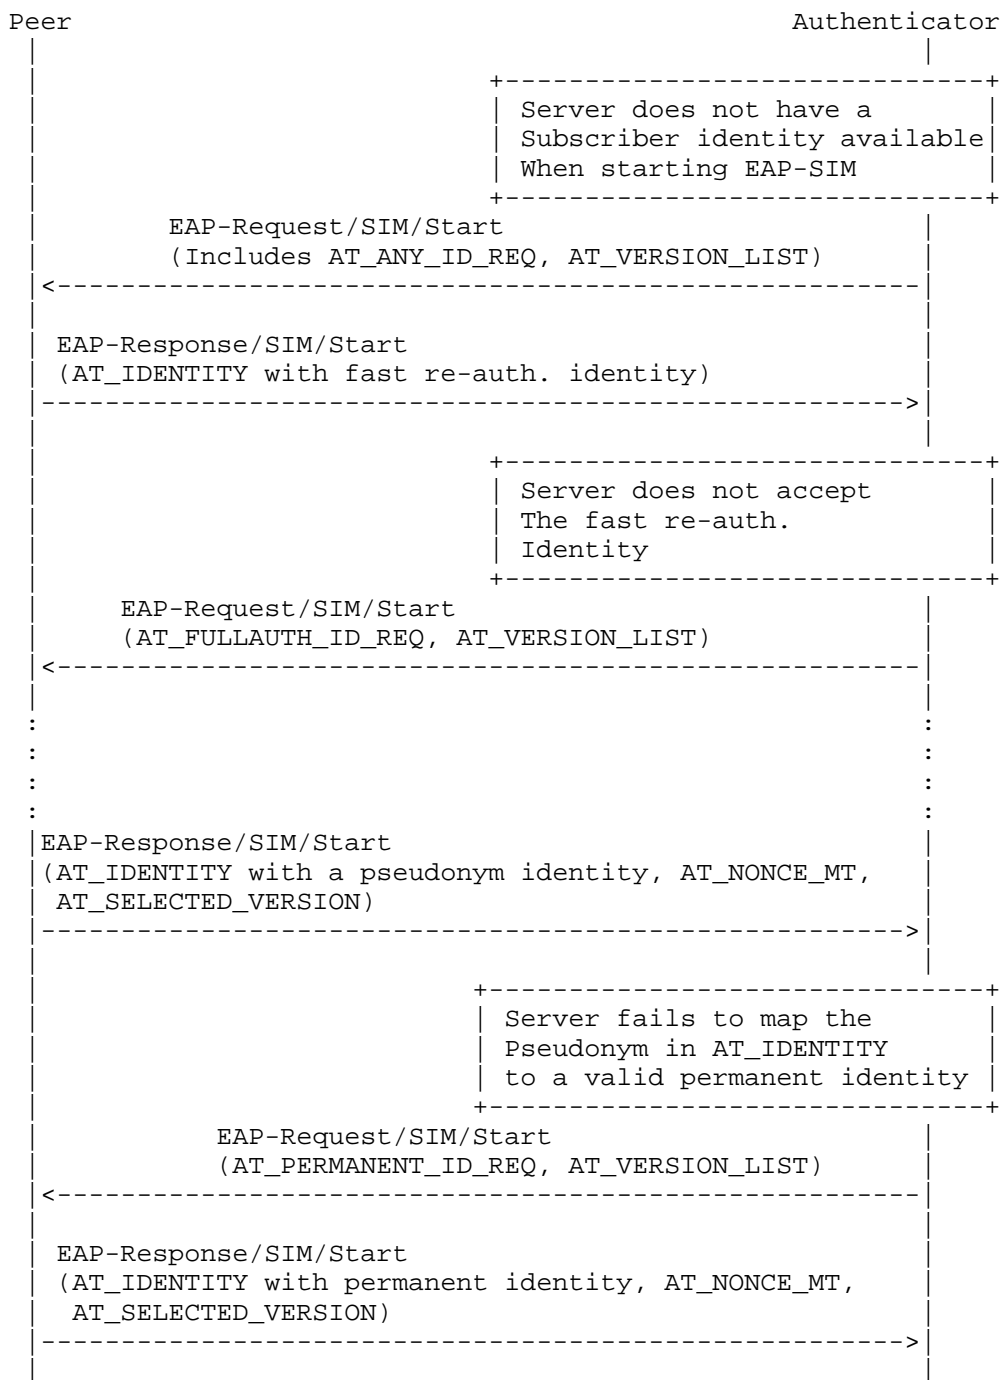 Peer Authenticator
Server does not have a
Subscriber identity available
When starting EAP-SIM
EAP-Request/SIM/Start
(Includes AT_ANY_ID_REQ, AT_VERSION_LIST)
EAP-Response/SIM/Start
(AT_IDENTITY with fast re-auth. identity)
Server does not accept
The fast re-auth.
Identity
EAP-Request/SIM/Start
(AT_FULLAUTH_ID_REQ, AT_VERSION_LIST)
EAP-Response/SIM/Start
(AT_IDENTITY with a pseudonym identity, AT_NONCE_MT,
AT_SELECTED_VERSION)
Server fails to map the
Pseudonym in AT_IDENTITY
to a valid permanent identity
EAP-Request/SIM/Start
(AT_PERMANENT_ID_REQ, AT_VERSION_LIST)
EAP-Response/SIM/Start
(AT_IDENTITY with permanent identity, AT_NONCE_MT,
AT_SELECTED_VERSION)